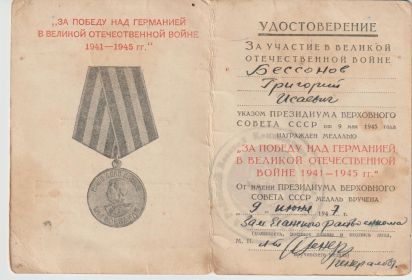 „ЗА ПОБЕДУ НАД ГЕРМАНИЕЙ
В ВЕЛИКОЙ ОТЕЧЕСТВЕННОЙ ВОЙНЕ
1941—1945 гг."
УДОСТОВЕРЕНИЕ
ЗА УЧАСТИЕ В ВЕЛИКОЙ
ОТЕЧЕСТВЕННОЙ ВОЙНЕ
Бессонов
Григорий
Исаевич
УКАЗОМ ПРЕЗИДИУМА ВЕРХОВНОГО
СОВЕТА СССР от 9 мая 1945 года
НАГРАЖДЕН МЕДАЛЬЮ
„ЗА ПОБЕДУ НАД ГЕРМАНИЕЙ
В ВЕЛИКОЙ ОТЕЧЕСТВЕННОЙ
ВОЙНЕ 1941—1945 гг."
ОТ ИМЕНИ ПРЕЗИДИУМА ВЕРХОВНОГО
СОВЕТА СССР МЕДАЛЬ ВРУЧЕНА
9 июня 1947.
Зам
М. П.